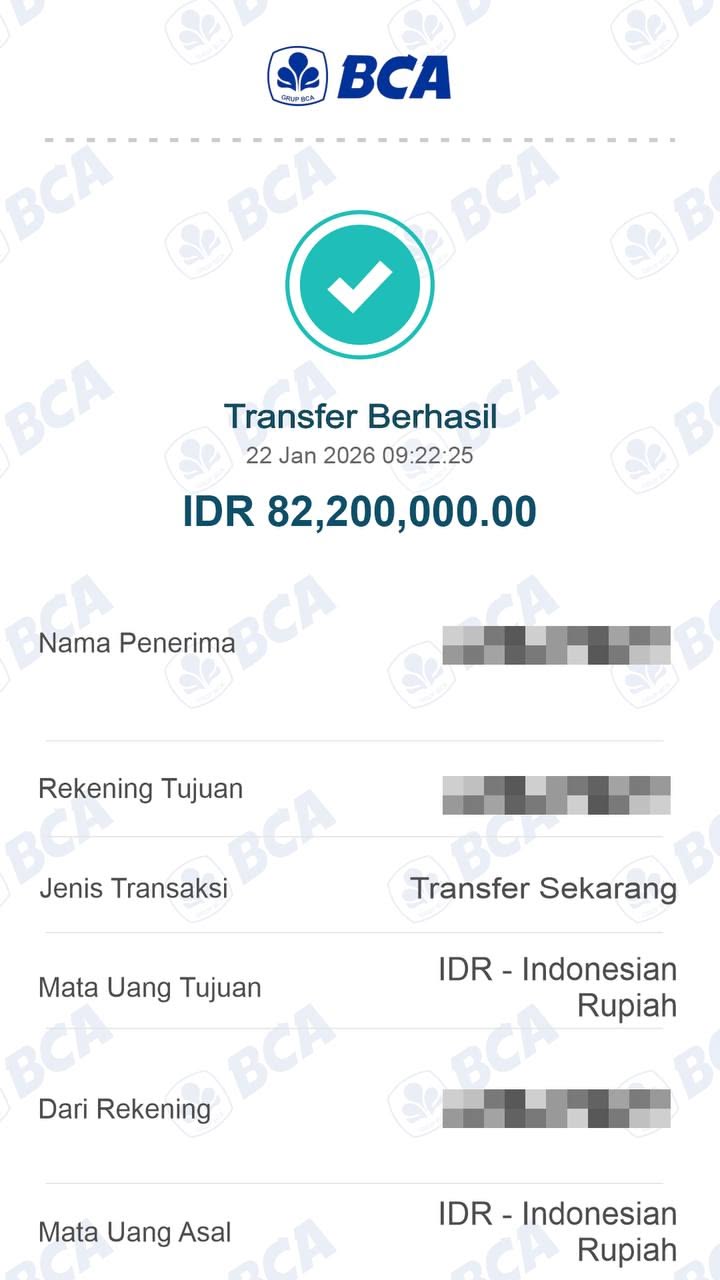 GRUP BCA
BCA
Transfer Berhasil
22 Jan 2026 09:22:25
IDR 82,200,000.00
Nama Penerima
Rekening Tujuan
Jenis Transaksi
Transfer Sekarang
Mata Uang Tujuan
IDR - Indonesian
Rupiah
Dari Rekening
Mata Uang Asal
IDR - Indonesian
Rupiah